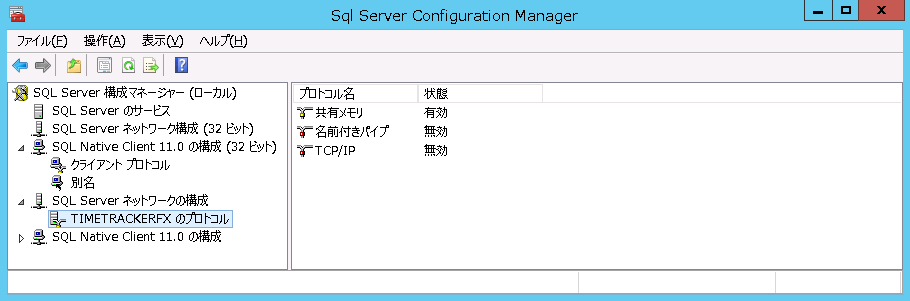 Sql Server Configuration Manager
ファイル(F) 操作(A) 表示(V) ヘルプ(H)
SQL Server 構成マネージャー (ローカル)
SQL Server のサービス
SQL Server ネットワーク構成 (32 ビット)
SQL Native Client 11.0 の構成 (32 ビット)
クライアント プロトコル
別名
SQL Server ネットワークの構成
TIMETRACKERFX のプロトコル
SQL Native Client 11.0 の構成
プロトコル名 状態
共有メモリ 有効
名前付きパイプ 無効
TCP/IP 無効